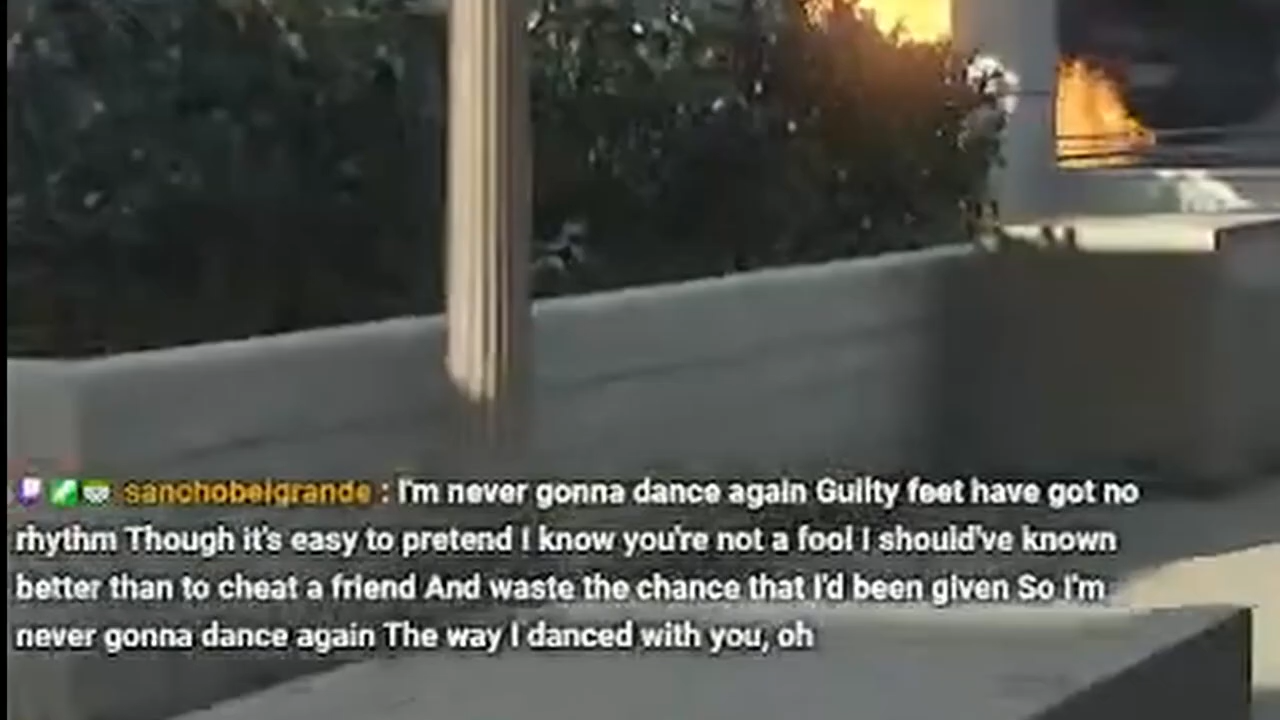 sanchobelgrande : I'm never gonna dance again Guilty feet have got no
rhythm Though it's easy to pretend I know you're not a fool I should've known
better than to cheat a friend And waste the chance that I'd been given So I'm
never gonna dance again The way I danced with you, oh